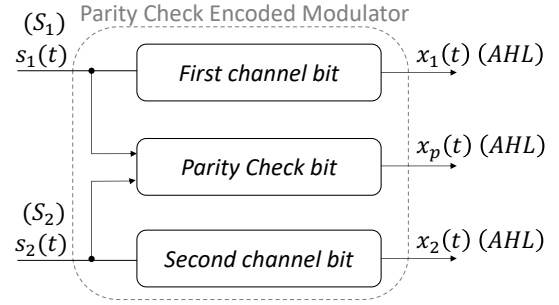 Parity Check Encoded Modulator
(S₁)
s₁(t)
First channel bit
x₁(t) (AHL)
Parity Check bit
xₚ(t) (AHL)
(S₂)
s₂(t)
Second channel bit
x₂(t) (AHL)